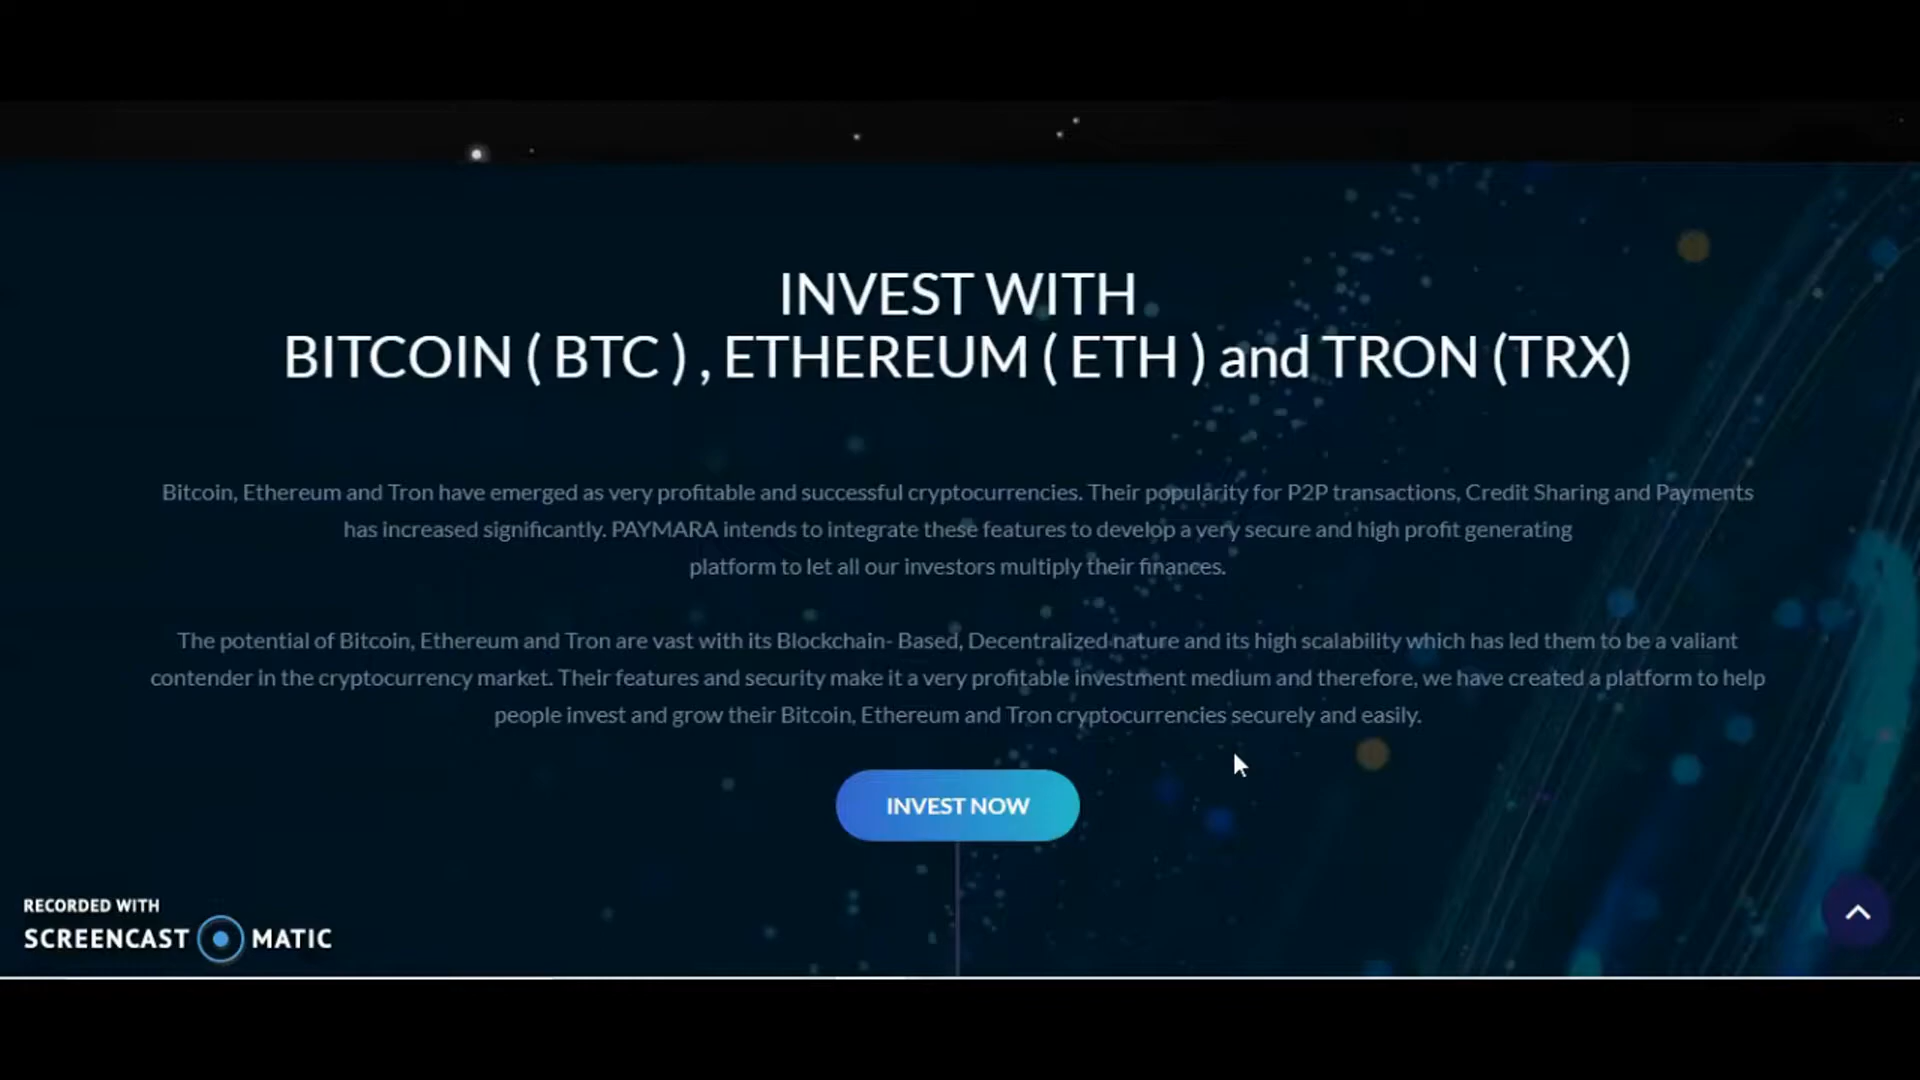 INVEST WITH
BITCOIN ( BTC ) , ETHEREUM ( ETH ) and TRON (TRX)
Bitcoin, Ethereum and Tron have emerged as very profitable and successful cryptocurrencies. Their popularity for P2P transactions, Credit Sharing and Payments
has increased significantly. PAYMARA intends to integrate these features to develop a very secure and high profit generating
platform to let all our investors multiply their finances.
The potential of Bitcoin, Ethereum and Tron are vast with its Blockchain- Based, Decentralized nature and its high scalability which has led them to be a valiant
contender in the cryptocurrency market. Their features and security make it a very profitable investment medium and therefore, we have created a platform to help
people invest and grow their Bitcoin, Ethereum and Tron cryptocurrencies securely and easily.
INVEST NOW
RECORDED WITH
SCREENCAST MATIC